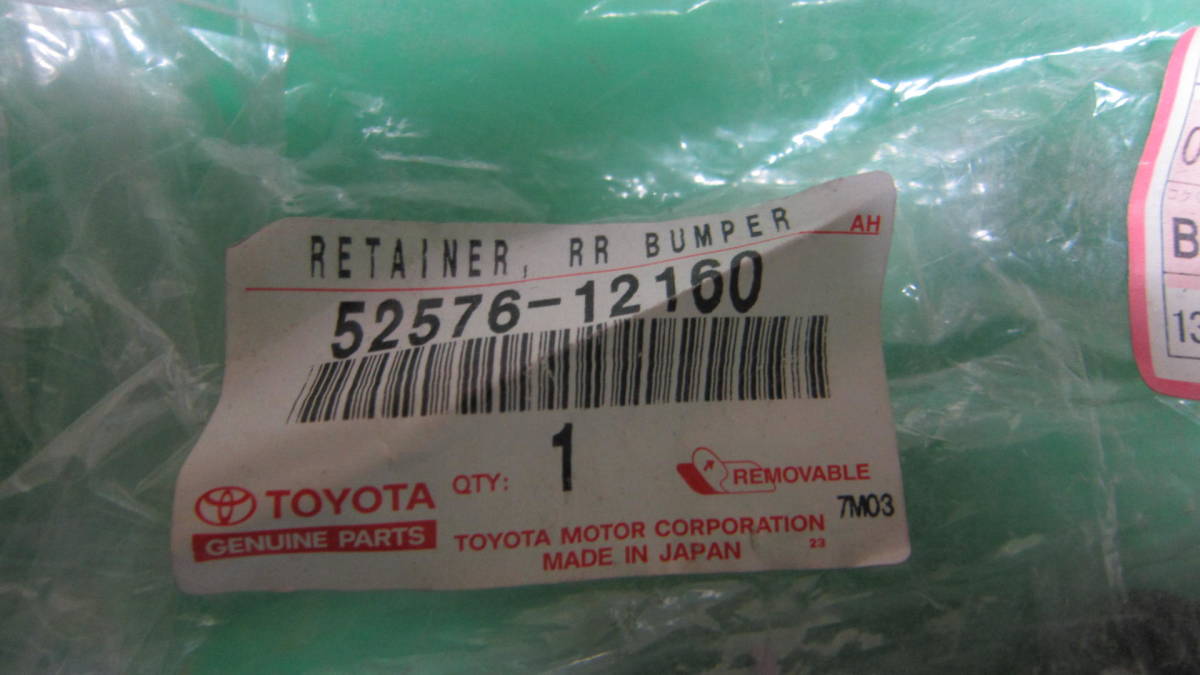 RETAINER, RR BUMPER
AH
52576-12160
QTY: 1
REMOVABLE
7M03
TOYOTA
GENUINE PARTS
TOYOTA MOTOR CORPORATION
MADE IN JAPAN
23
B
13